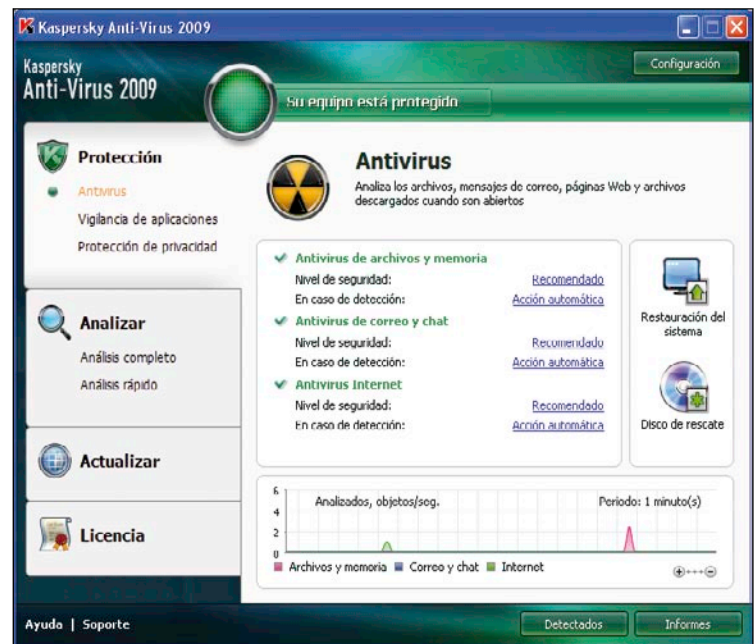 Kaspersky Anti-Virus 2009
Kaspersky
Anti-Virus 2009
Configuración
Su equipo está protegido
Protección
Antivirus
Vigilancia de aplicaciones
Protección de privacidad
Analizar
Análisis completo
Análisis rápido
Actualizar
Licencia
Antivirus
Analiza los archivos, mensajes de correo, páginas Web y archivos
descargados cuando son abiertos
Antivirus de archivos y memoria
Nivel de seguridad: Recomendado
En caso de detección: Acción automática
Antivirus de correo y chat
Nivel de seguridad: Recomendado
En caso de detección: Acción automática
Antivirus Internet
Nivel de seguridad: Recomendado
En caso de detección: Acción automática
Restauración del
sistema
Disco de rescate
6
4
2
0
Analizados, objetos/seg.
Periodo: 1 minuto(s)
Archivos y memoria Correo y chat Internet
Ayuda | Soporte
Detectados
Informes